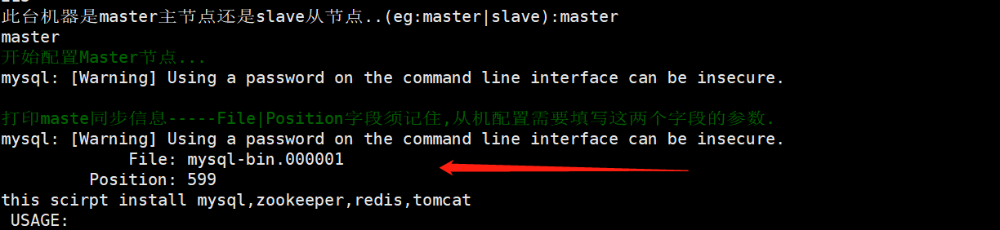 此台机器是master主节点还是slave从节点..(eg:master|slave):master
master
开始配置Master节点...
mysql: [Warning] Using a password on the command line interface can be insecure.
打印maste同步信息-----File|Position字段须记住,从机配置需要填写这两个字段的参数.
mysql: [Warning] Using a password on the command line interface can be insecure.
File: mysql-bin.000001
Position: 599
this scirpt install mysql,zookeeper,redis,tomcat
USAGE: